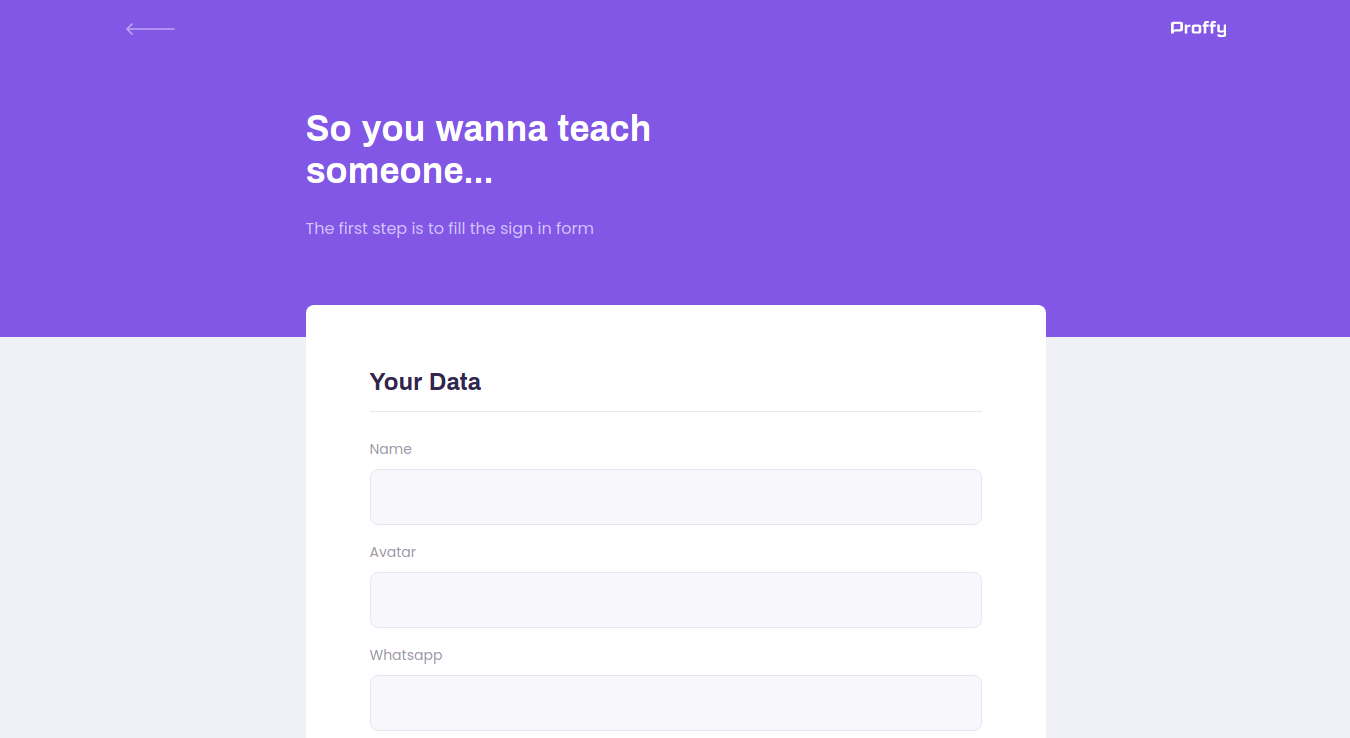 Proffy
So you wanna teach
someone...
The first step is to fill the sign in form
Your Data
Name
Avatar
Whatsapp